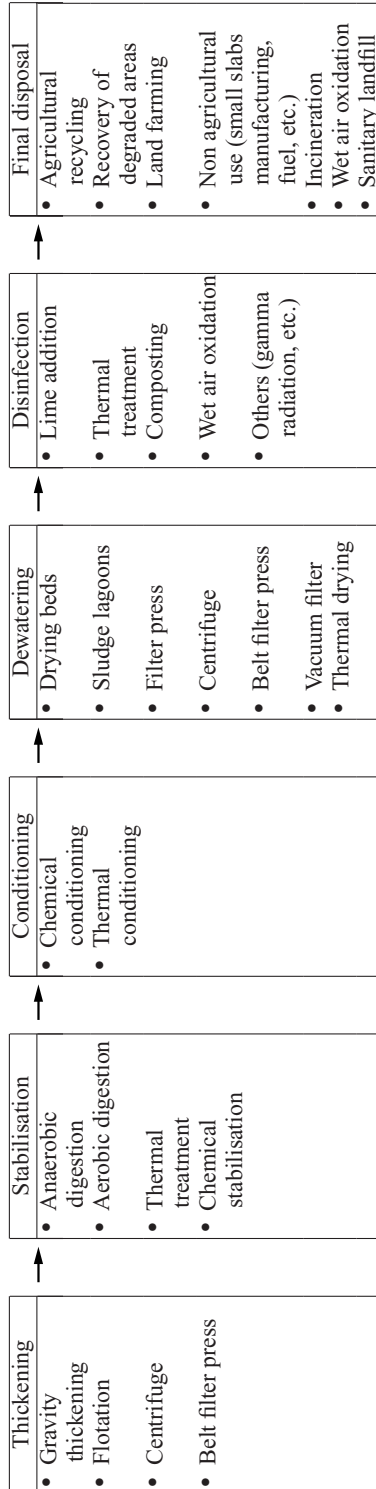 Thickening
• Gravity
thickening
• Flotation
• Centrifuge
• Belt filter press
Stabilisation
• Anaerobic
digestion
• Aerobic digestion
• Thermal
treatment
• Chemical
stabilisation
Conditioning
• Chemical
conditioning
• Thermal
conditioning
Dewatering
• Drying beds
• Sludge lagoons
• Filter press
• Centrifuge
• Belt filter press
• Vacuum filter
• Thermal drying
Disinfection
• Lime addition
• Thermal
treatment
• Composting
• Wet air oxidation
• Others (gamma
radiation, etc.)
Final disposal
• Agricultural
recycling
• Recovery of
degraded areas
• Land farming
• Non agricultural
use (small slabs
manufacturing,
fuel, etc.)
• Incineration
• Wet air oxidation
• Sanitary landfill